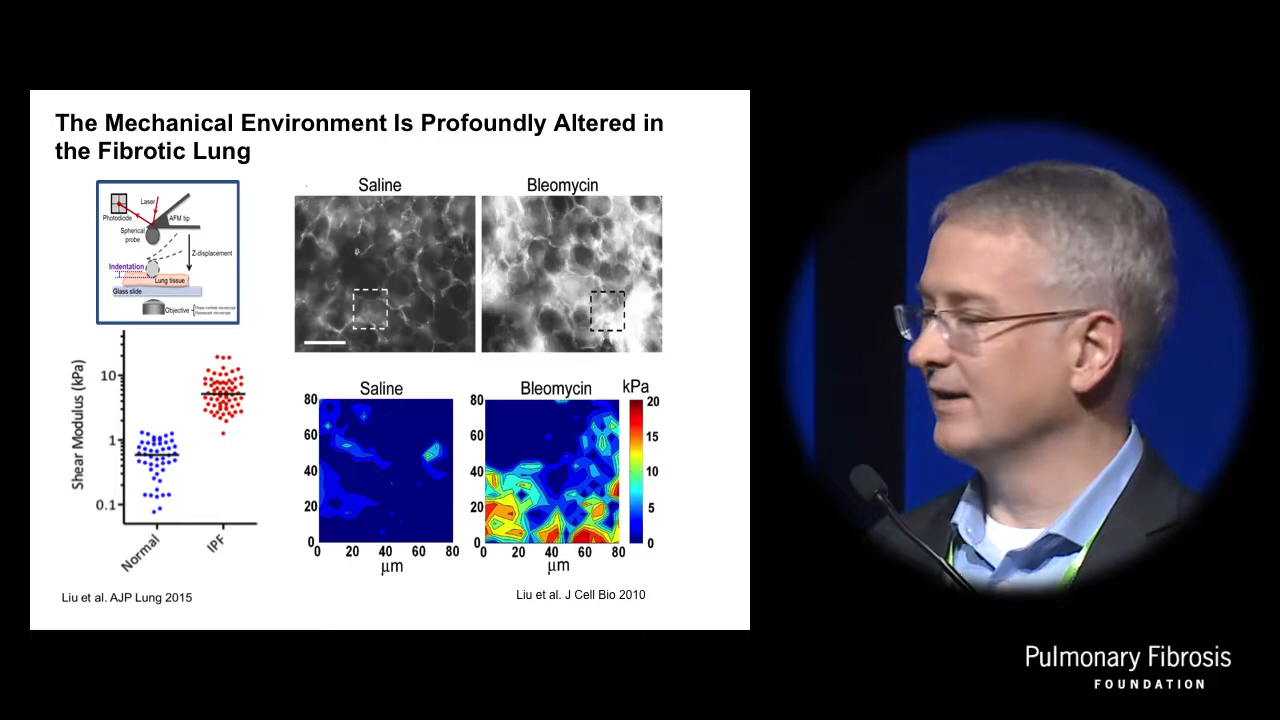 The Mechanical Environment Is Profoundly Altered in
the Fibrotic Lung
Photodiode
Laser
AFM tip
Spherical
probe
Z-displacement
Indentation
Lung tissue
Glass slide
Objective
Saline
Bleomycin
Shear Modulus (kPa)
10
1
0.1
Normal
IPF
Saline
Bleomycin
kPa
80
60
40
20
0
0 20 40 60 80
μm
80
60
40
20
0
0 20 40 60 80
μm
20
15
10
5
0
Liu et al. AJP Lung 2015
Liu et al. J Cell Bio 2010
Pulmonary Fibrosis
FOUNDATION